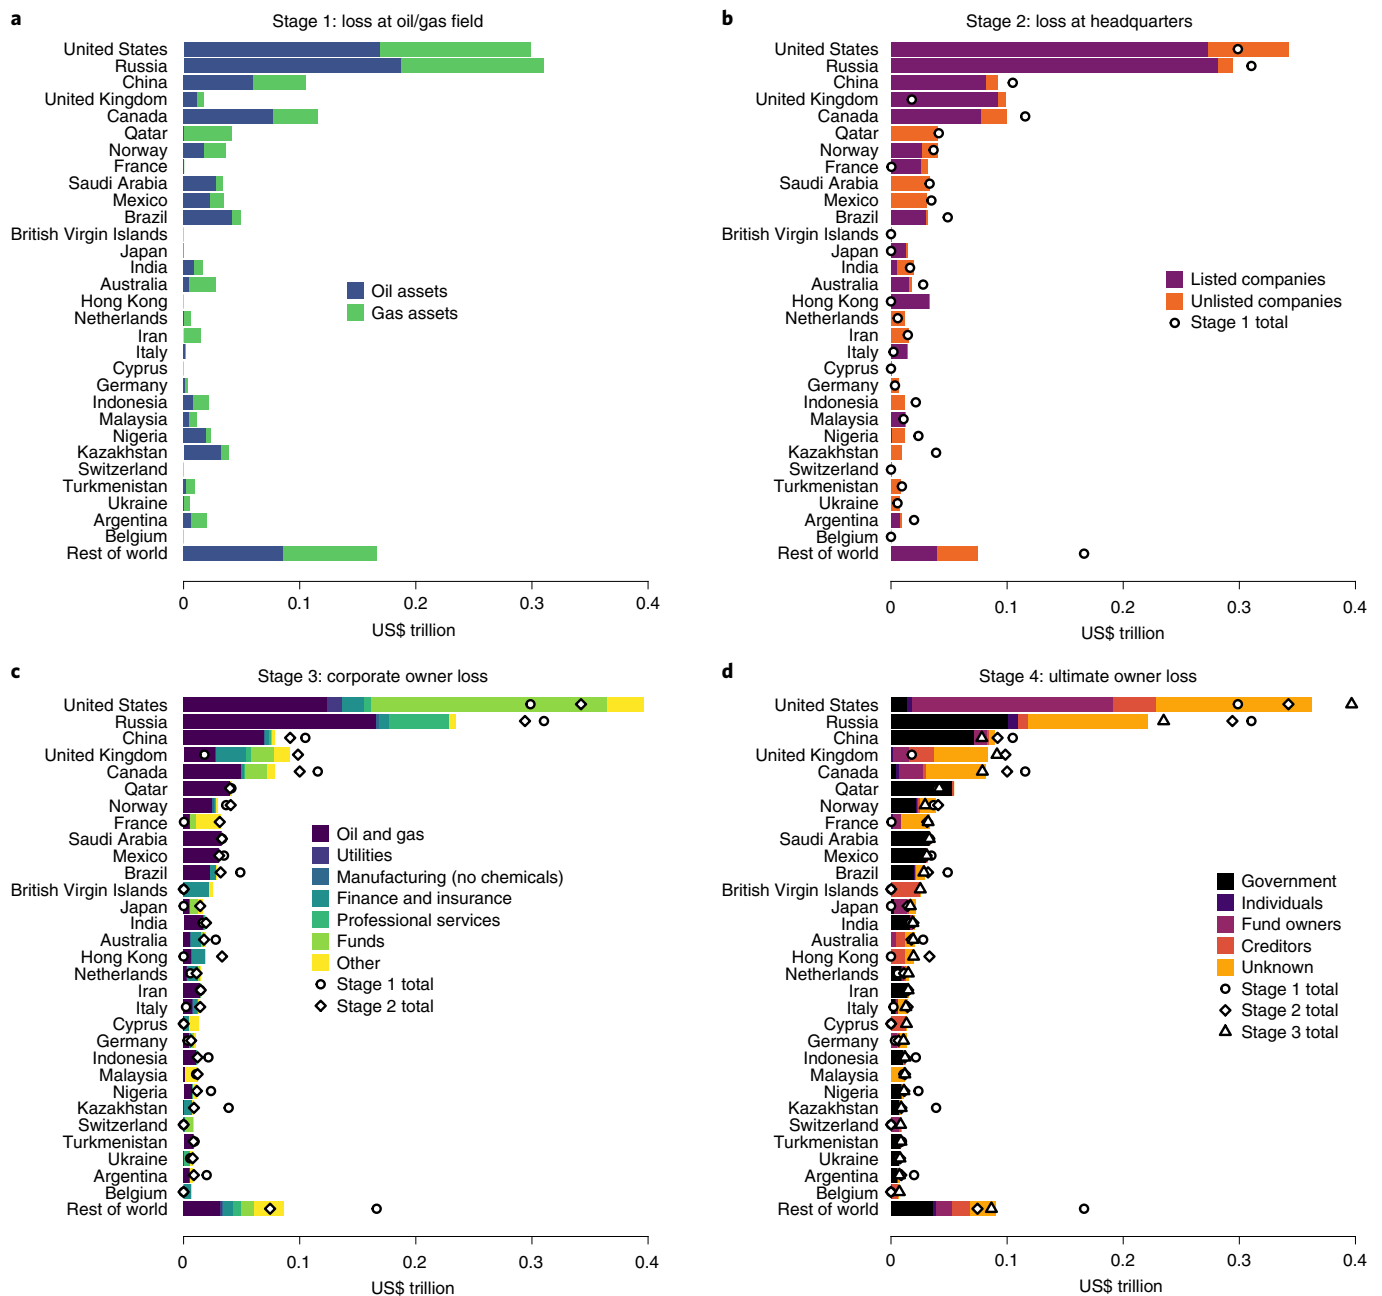 a
Stage 1: loss at oil/gas field
United States
Russia
China
United Kingdom
Canada
Qatar
Norway
France
Saudi Arabia
Mexico
Brazil
British Virgin Islands
Japan
India
Australia
Hong Kong
Netherlands
Iran
Italy
Cyprus
Germany
Indonesia
Malaysia
Nigeria
Kazakhstan
Switzerland
Turkmenistan
Ukraine
Argentina
Belgium
Rest of world
Oil assets
Gas assets
0 0.1 0.2 0.3 0.4
US$ trillion
b
Stage 2: loss at headquarters
United States
Russia
China
United Kingdom
Canada
Qatar
Norway
France
Saudi Arabia
Mexico
Brazil
British Virgin Islands
Japan
India
Australia
Hong Kong
Netherlands
Iran
Italy
Cyprus
Germany
Indonesia
Malaysia
Nigeria
Kazakhstan
Switzerland
Turkmenistan
Ukraine
Argentina
Belgium
Rest of world
Listed companies
Unlisted companies
Stage 1 total
0 0.1 0.2 0.3 0.4
US$ trillion
c
Stage 3: corporate owner loss
United States
Russia
China
United Kingdom
Canada
Qatar
Norway
France
Saudi Arabia
Mexico
Brazil
British Virgin Islands
Japan
India
Australia
Hong Kong
Netherlands
Iran
Italy
Cyprus
Germany
Indonesia
Malaysia
Nigeria
Kazakhstan
Switzerland
Turkmenistan
Ukraine
Argentina
Belgium
Rest of world
Oil and gas
Utilities
Manufacturing (no chemicals)
Finance and insurance
Professional services
Funds
Other
Stage 1 total
Stage 2 total
0 0.1 0.2 0.3 0.4
US$ trillion
d
Stage 4: ultimate owner loss
United States
Russia
China
United Kingdom
Canada
Qatar
Norway
France
Saudi Arabia
Mexico
Brazil
British Virgin Islands
Japan
India
Australia
Hong Kong
Netherlands
Iran
Italy
Cyprus
Germany
Indonesia
Malaysia
Nigeria
Kazakhstan
Switzerland
Turkmenistan
Ukraine
Argentina
Belgium
Rest of world
Government
Individuals
Fund owners
Creditors
Unknown
Stage 1 total
Stage 2 total
Stage 3 total
0 0.1 0.2 0.3 0.4
US$ trillion